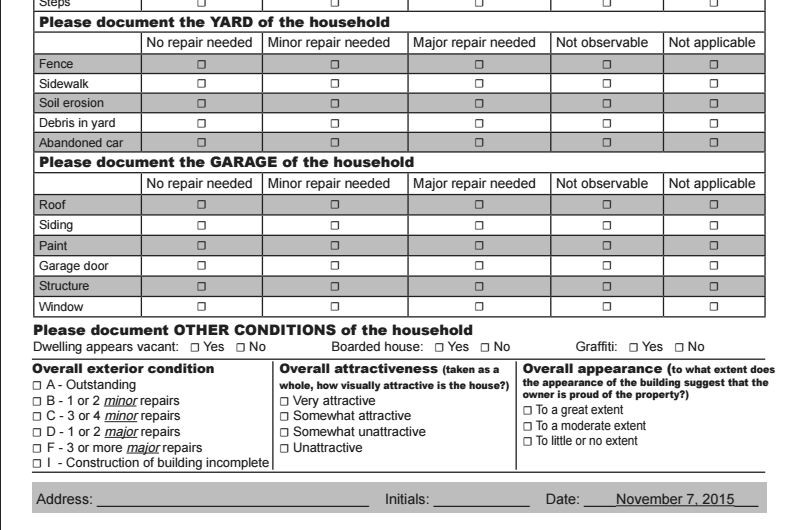 Steps ☐ ☐ ☐ ☐ ☐
Please document the YARD of the household
No repair needed Minor repair needed Major repair needed Not observable Not applicable
Fence ☐ ☐ ☐ ☐ ☐
Sidewalk ☐ ☐ ☐ ☐ ☐
Soil erosion ☐ ☐ ☐ ☐ ☐
Debris in yard ☐ ☐ ☐ ☐ ☐
Abandoned car ☐ ☐ ☐ ☐ ☐
Please document the GARAGE of the household
No repair needed Minor repair needed Major repair needed Not observable Not applicable
Roof ☐ ☐ ☐ ☐ ☐
Siding ☐ ☐ ☐ ☐ ☐
Paint ☐ ☐ ☐ ☐ ☐
Garage door ☐ ☐ ☐ ☐ ☐
Structure ☐ ☐ ☐ ☐ ☐
Window ☐ ☐ ☐ ☐ ☐
Please document OTHER CONDITIONS of the household
Dwelling appears vacant: ☐ Yes ☐ No Boarded house: ☐ Yes ☐ No Graffiti: ☐ Yes ☐ No
Overall exterior condition
☐ A - Outstanding
☐ B - 1 or 2 minor repairs
☐ C - 3 or 4 minor repairs
☐ D - 1 or 2 major repairs
☐ F - 3 or more major repairs
☐ I - Construction of building incomplete
Overall attractiveness (taken as a
whole, how visually attractive is the house?)
☐ Very attractive
☐ Somewhat attractive
☐ Somewhat unattractive
☐ Unattractive
Overall appearance (to what extent does
the appearance of the building suggest that the
owner is proud of the property?)
☐ To a great extent
☐ To a moderate extent
☐ To little or no extent
Address: ____ Initials: ____ Date: November 7, 2015